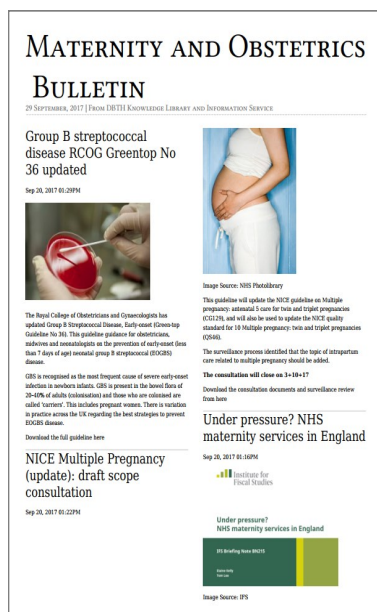 MATERNITY AND OBSTETRICS
BULLETIN
29 SEPTEMBER, 2017 | FROM DBTH KNOWLEDGE LIBRARY AND INFORMATION SERVICE
Group B streptococcal
disease RCOG Greentop No
36 updated
Sep 20, 2017 01:29PM
The Royal College of Obstetricians and Gynaecologists has
updated Group B Streptococcal Disease, Early-onset (Green-top
Guideline No 36). This guideline guidance for obstetricians,
midwives and neonatologists on the prevention of early-onset (less
than 7 days of age) neonatal group B streptococcal (EOGBS)
disease.
GBS is recognised as the most frequent cause of severe early-onset
infection in newborn infants. GBS is present in the bowel flora of
20-40% of adults (colonisation) and those who are colonised are
called 'carriers'. This includes pregnant women. There is variation
in practice across the UK regarding the best strategies to prevent
EOGBS disease.
Download the full guideline here
NICE Multiple Pregnancy
(update): draft scope
consultation
Sep 20, 2017 01:22PM
Image Source: NHS Photolibrary
This guideline will update the NICE guideline on Multiple
pregnancy: antenatal 5 care for twin and triplet pregnancies
(CG129), and will also be used to update the NICE quality
standard for 10 Multiple pregnancy: twin and triplet pregnancies
(QS46).
The surveillance process identified that the topic of intrapartum
care related to multiple pregnancy should be added.
The consultation will close on 3+10+17
Download the consultation documents and surveillance review
from here
Under pressure? NHS
maternity services in England
Sep 20, 2017 01:16PM
Institute for
Fiscal Studies
Under pressure?
NHS maternity services in England
IFS Briefing Note BN215
Elaine Kelly
Tom Lee
Image Source: IFS